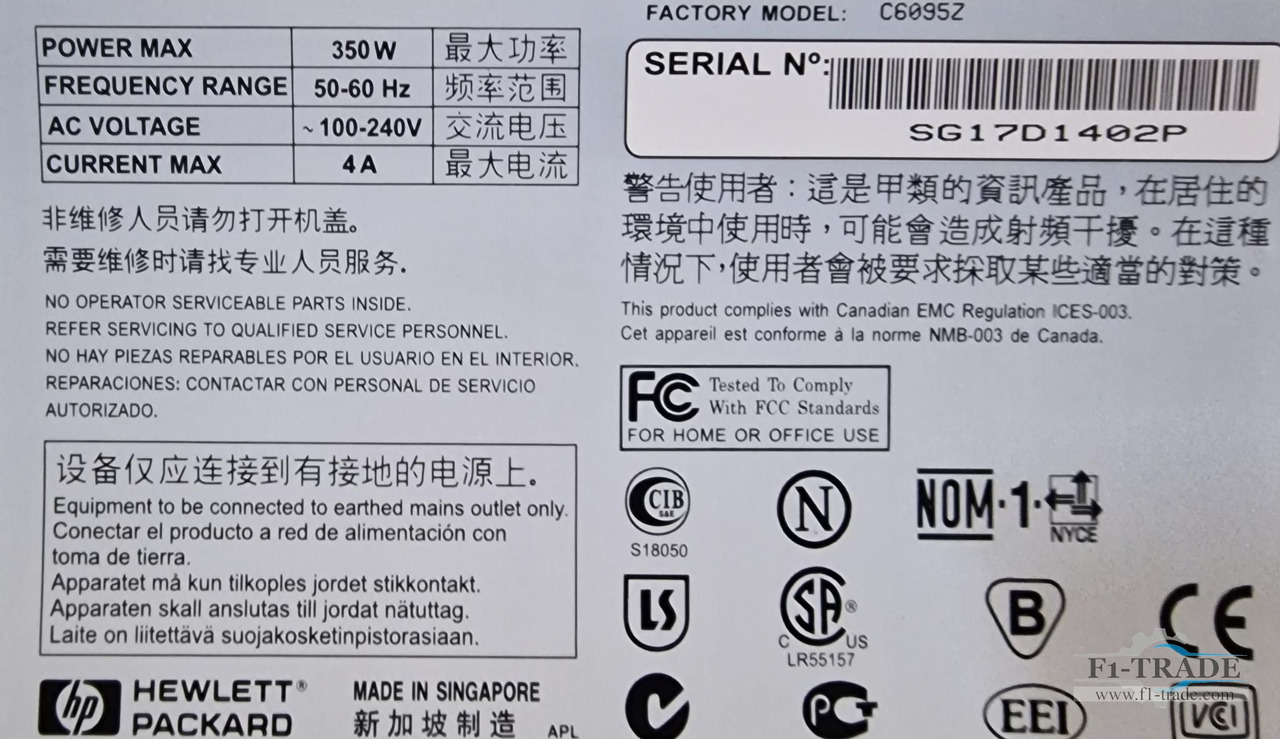 POWER MAX 350W 最大功率
FREQUENCY RANGE 50-60 Hz 频率范围
AC VOLTAGE ~100-240V 交流电压
CURRENT MAX 4A 最大电流
非维修人员请勿打开机盖。
需要维修时请找专业人员服务.
NO OPERATOR SERVICEABLE PARTS INSIDE.
REFER SERVICING TO QUALIFIED SERVICE PERSONNEL.
NO HAY PIEZAS REPARABLES POR EL USUARIO EN EL INTERIOR.
REPARACIONES: CONTACTAR CON PERSONAL DE SERVICIO
AUTORIZADO.
设备仅应连接到有接地的电源上。
Equipment to be connected to earthed mains outlet only.
Conectar el producto a red de alimentación con
toma de tierra.
Apparatet må kun tilkoples jordet stikkontakt.
Apparaten skall anslutas till jordat nätuttag.
Laite on liitettävä suojakosketinpistorasiaan.
hp HEWLETT®
PACKARD
MADE IN SINGAPORE
新加坡制造 APL
FACTORY MODEL: C6095Z
SERIAL Nº:
SG17D1402P
警告使用者：這是甲類的資訊產品，在居住的
環境中使用時，可能會造成射頻干擾。在這種
情況下，使用者會被要求採取某些適當的對策。
This product complies with Canadian EMC Regulation ICES-003.
Cet appareil est conforme à la norme NMB-003 de Canada.
FC Tested To Comply
With FCC Standards
FOR HOME OR OFFICE USE
CIB
S&E
S18050
N
NOM-1-
NYCE
LS
SA®
C US
LR55157
B
CE
PCT
EEI
VCI
F1-TRADE
www.f1-trade.com